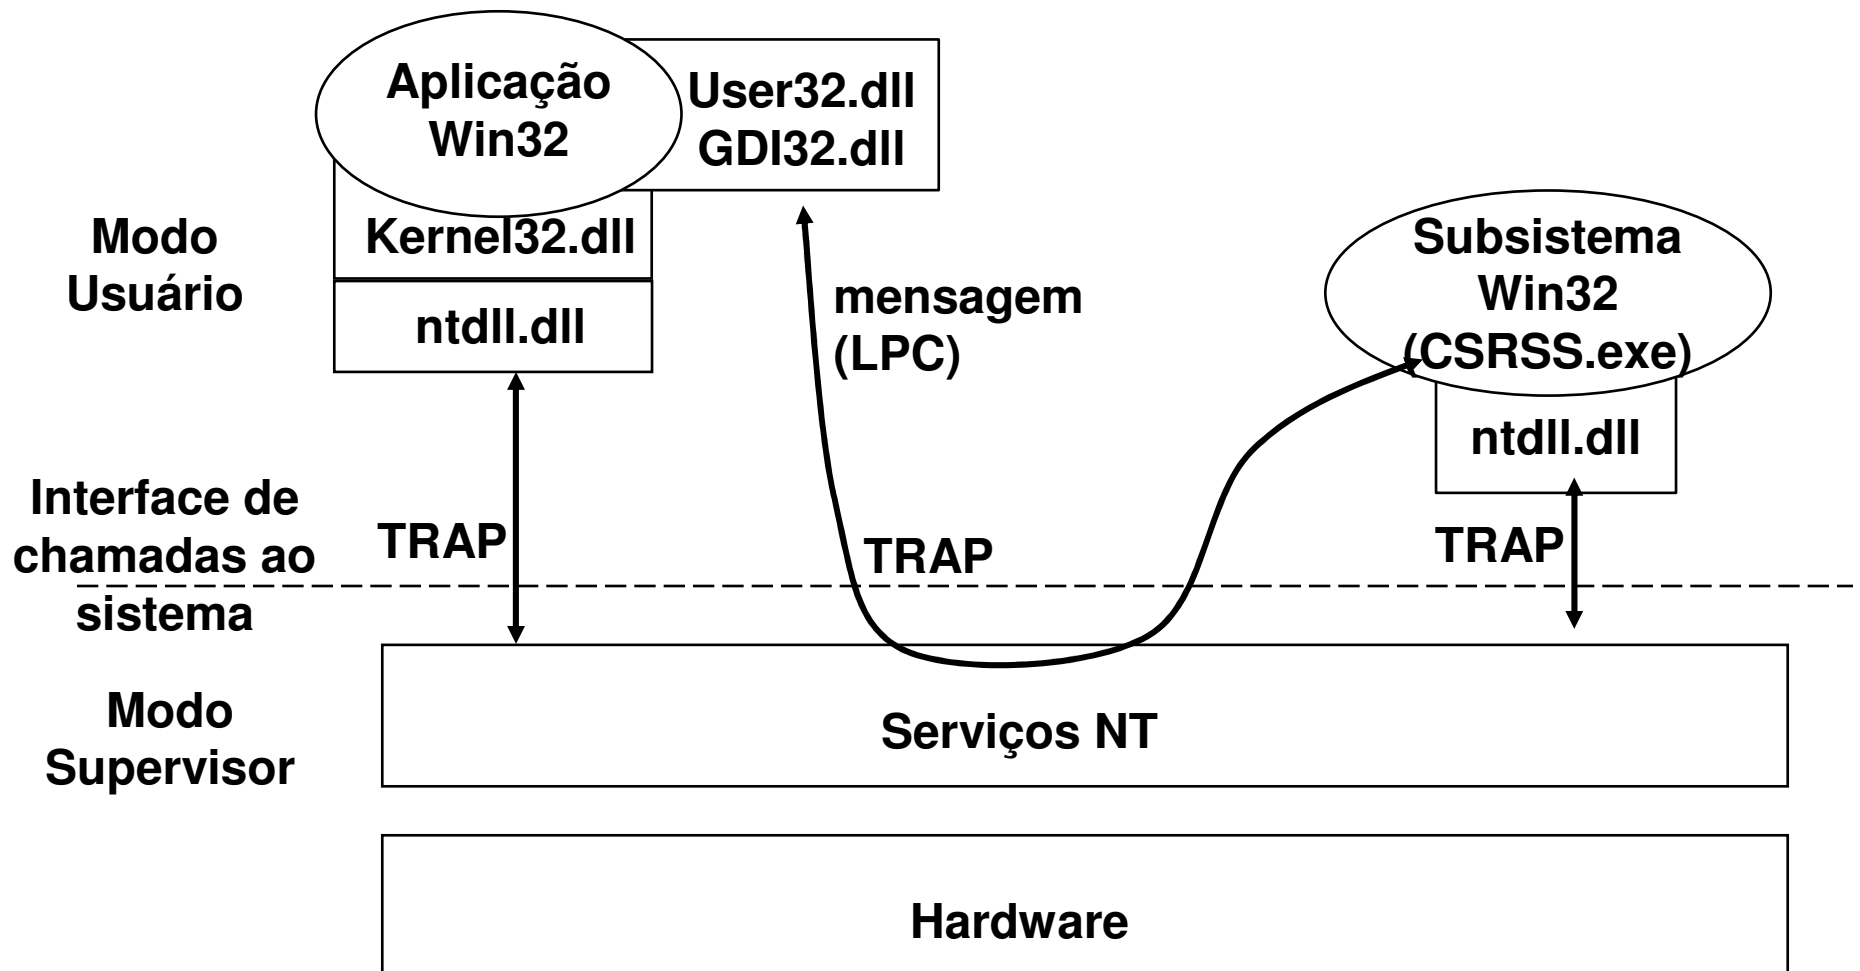 Aplicação
Win32
User32.dll
GDI32.dll
Modo
Usuário
Kernel32.dll
ntdll.dll
mensagem
(LPC)
Subsistema
Win32
(CSRSS.exe)
ntdll.dll
Interface de
chamadas ao
sistema
TRAP
TRAP
TRAP
Modo
Supervisor
Serviços NT
Hardware